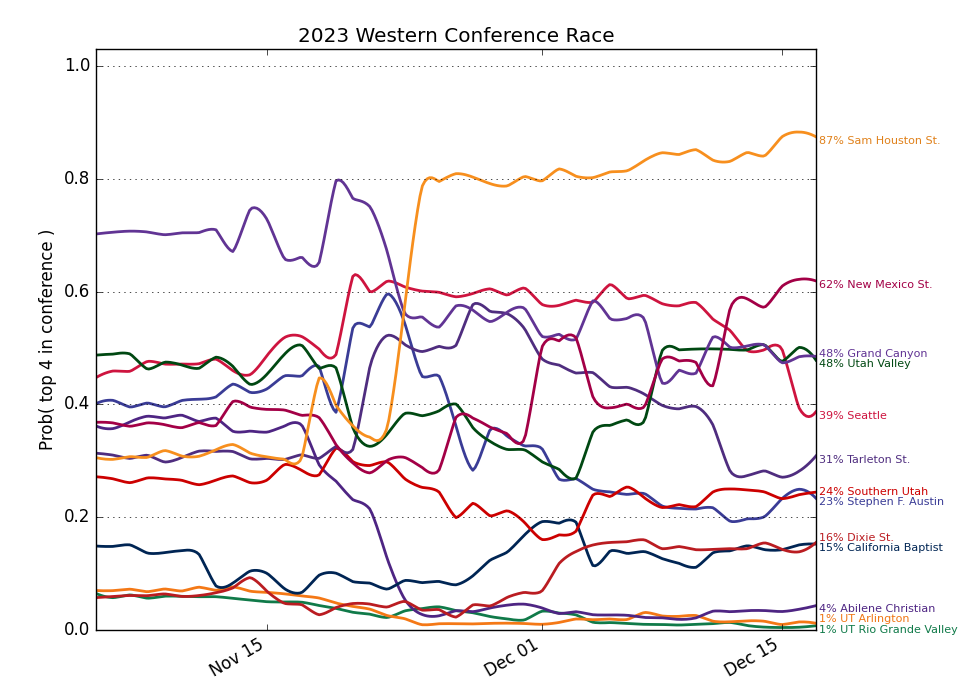 2023 Western Conference Race
Prob( top 4 in conference )
1.0
0.8
0.6
0.4
0.2
0.0
Nov 15
Dec 01
Dec 15
87% Sam Houston St.
62% New Mexico St.
48% Grand Canyon
48% Utah Valley
39% Seattle
31% Tarleton St.
24% Southern Utah
23% Stephen F. Austin
16% Dixie St.
15% California Baptist
4% Abilene Christian
1% UT Arlington
1% UT Rio Grande Valley